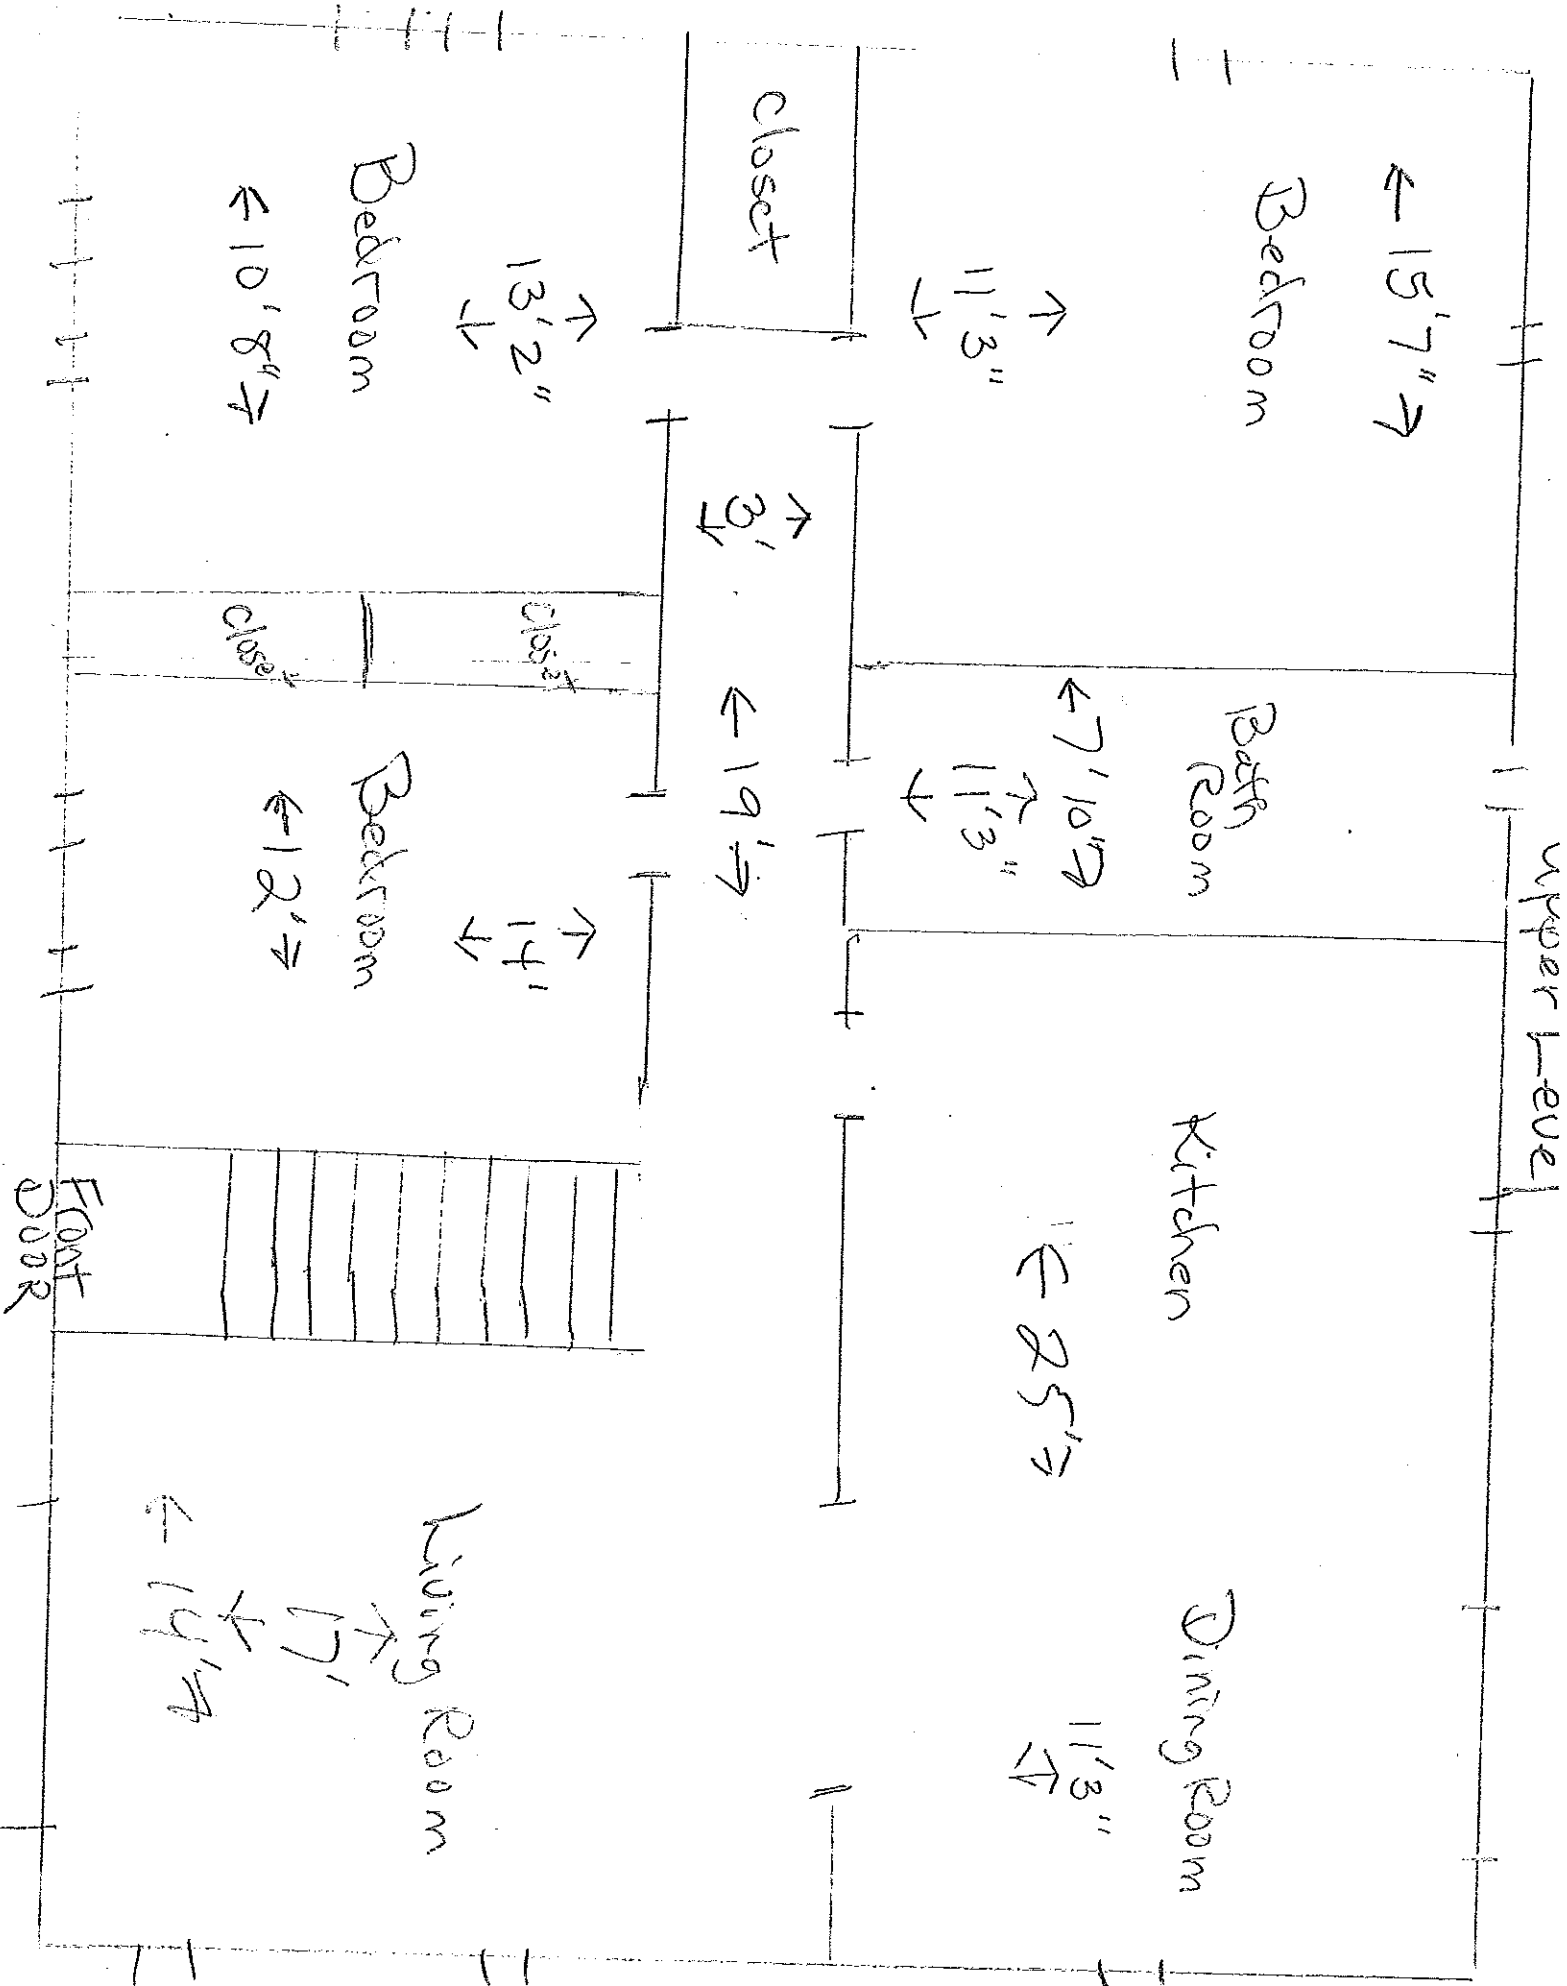 Upper Level
← 15'7" →
Bedroom
↑
11'3"
↓
Bath
Room
← 7'10" →
↑
11'3"
↓
Kitchen
← 25' →
Dining Room
11'3"
closet
↑
3'
↓
← 19' →
↑
13'2"
↓
Bedroom
← 10'8" →
closet
closet
↑
14'
↓
Bedroom
← 12' →
Living Room
↑
17'
↓
← 14' →
Front
DooR